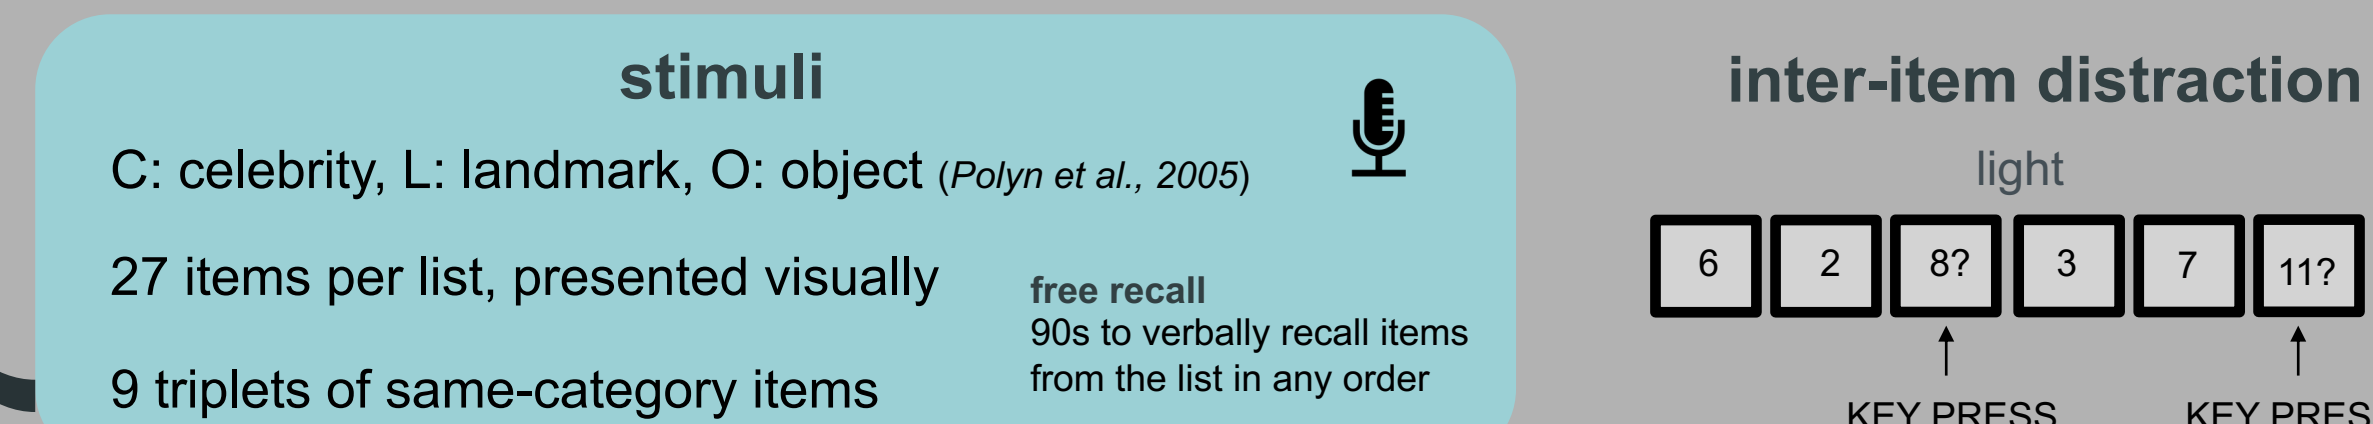 stimuli
C: celebrity, L: landmark, O: object (Polyn et al., 2005)
27 items per list, presented visually
9 triplets of same-category items
free recall
90s to verbally recall items
from the list in any order
inter-item distraction
light
6 2 8? 3 7 11?
KEY PRESS KEY PRES